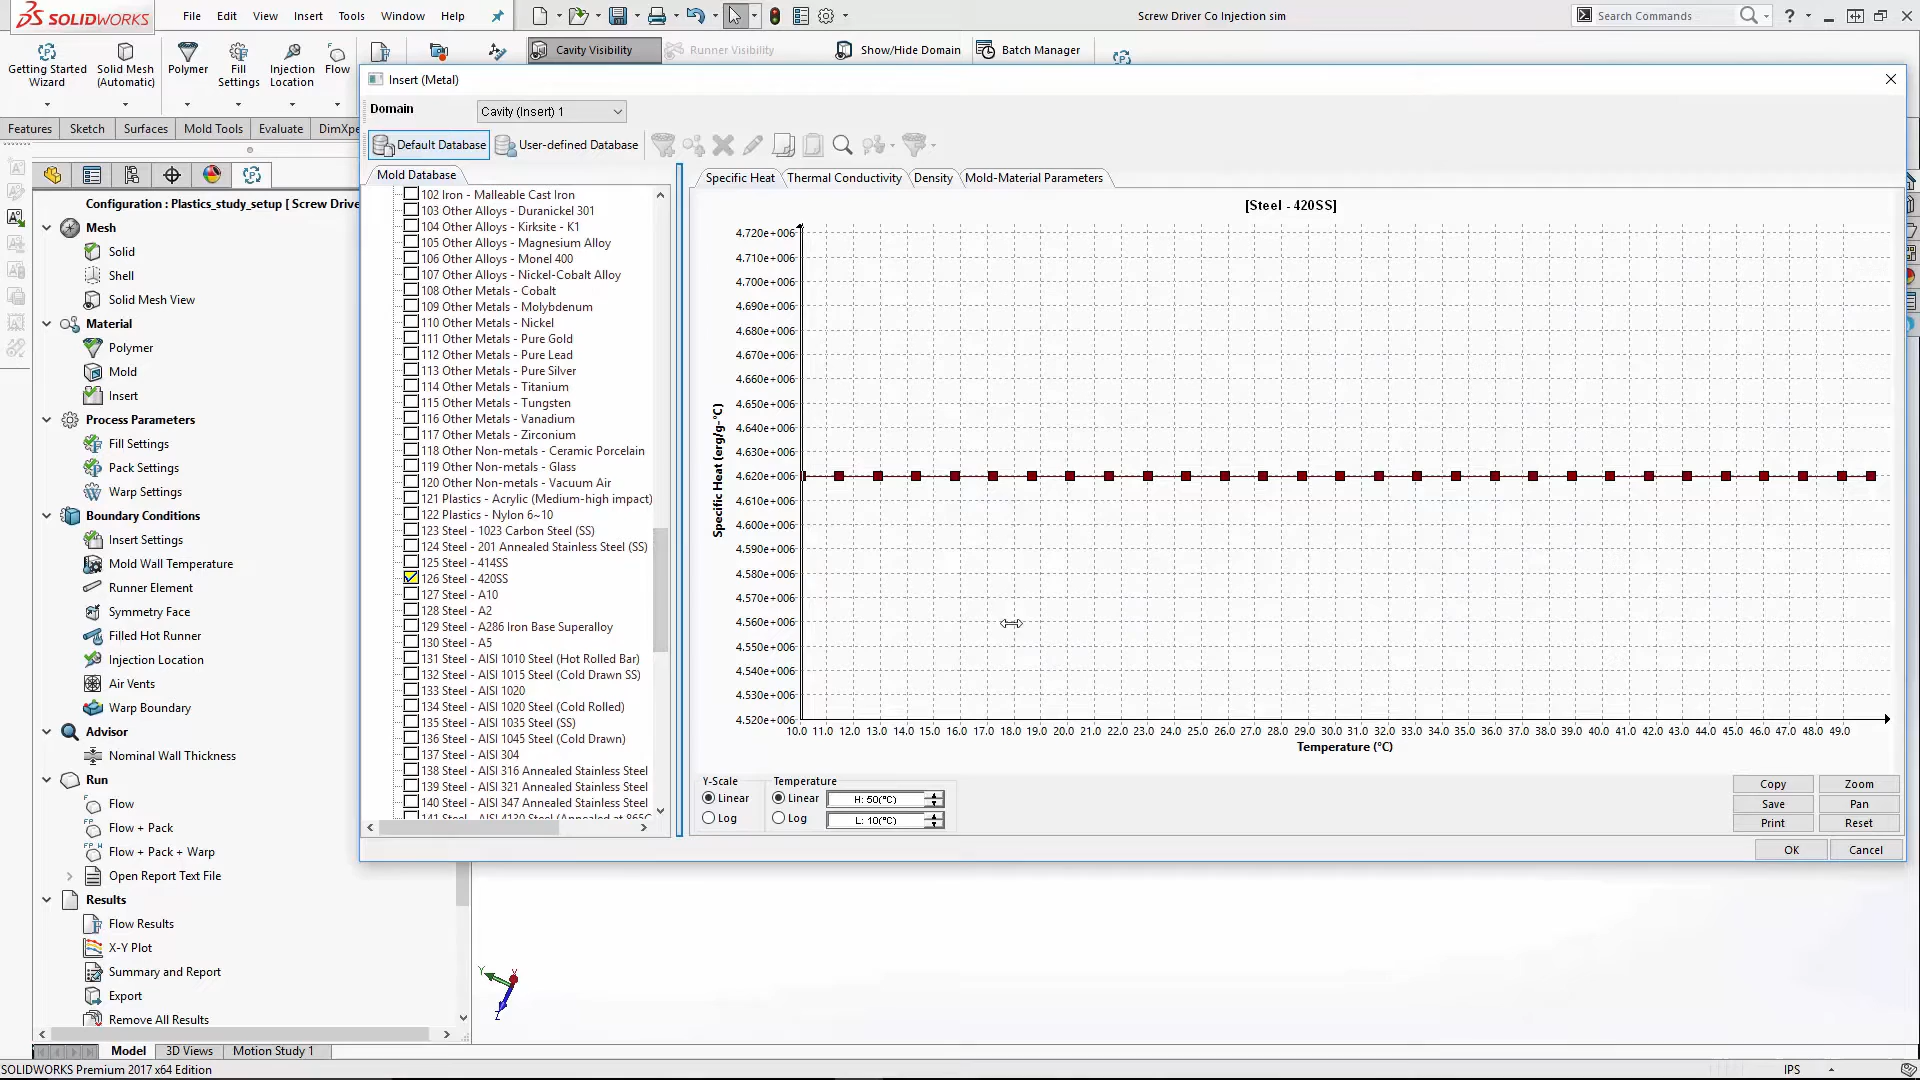 SOLIDWORKS
File Edit View Insert Tools Window Help
Screw Driver Co Injection sim
Search Commands
Getting Started Wizard
Solid Mesh (Automatic)
Polymer
Fill Settings
Injection Location
Flow
Cavity Visibility
Runner Visibility
Show/Hide Domain
Batch Manager
Features Sketch Surfaces Mold Tools Evaluate DimXpe
Configuration : Plastics_study_setup [ Screw Drive
Mesh
Solid
Shell
Solid Mesh View
Material
Polymer
Mold
Insert
Process Parameters
Fill Settings
Pack Settings
Warp Settings
Boundary Conditions
Insert Settings
Mold Wall Temperature
Runner Element
Symmetry Face
Filled Hot Runner
Injection Location
Air Vents
Warp Boundary
Advisor
Nominal Wall Thickness
Run
Flow
Flow + Pack
Flow + Pack + Warp
Open Report Text File
Results
Flow Results
X-Y Plot
Summary and Report
Export
Remove All Results
Insert (Metal)
Domain
Cavity (Insert) 1
Default Database
User-defined Database
Mold Database
102 Iron - Malleable Cast Iron
103 Other Alloys - Duranickel 301
104 Other Alloys - Kirksite - K1
105 Other Alloys - Magnesium Alloy
106 Other Alloys - Monel 400
107 Other Alloys - Nickel-Cobalt Alloy
108 Other Metals - Cobalt
109 Other Metals - Molybdenum
110 Other Metals - Nickel
111 Other Metals - Pure Gold
112 Other Metals - Pure Lead
113 Other Metals - Pure Silver
114 Other Metals - Titanium
115 Other Metals - Tungsten
116 Other Metals - Vanadium
117 Other Metals - Zirconium
118 Other Non-metals - Ceramic Porcelain
119 Other Non-metals - Glass
120 Other Non-metals - Vacuum Air
121 Plastics - Acrylic (Medium-high impact)
122 Plastics - Nylon 6~10
123 Steel - 1023 Carbon Steel (SS)
124 Steel - 201 Annealed Stainless Steel (SS)
125 Steel - 414SS
126 Steel - 420SS
127 Steel - A10
128 Steel - A2
129 Steel - A286 Iron Base Superalloy
130 Steel - A5
131 Steel - AISI 1010 Steel (Hot Rolled Bar)
132 Steel - AISI 1015 Steel (Cold Drawn SS)
133 Steel - AISI 1020
134 Steel - AISI 1020 Steel (Cold Rolled)
135 Steel - AISI 1035 Steel (SS)
136 Steel - AISI 1045 Steel (Cold Drawn)
137 Steel - AISI 304
138 Steel - AISI 316 Annealed Stainless Steel
139 Steel - AISI 321 Annealed Stainless Steel
140 Steel - AISI 347 Annealed Stainless Steel
141 Steel - AISI 4130 Steel (Annealed at 865C
Specific Heat Thermal Conductivity Density Mold-Material Parameters
[Steel - 420SS]
Specific Heat (erg/g-°C)
4.720e+006
4.710e+006
4.700e+006
4.690e+006
4.680e+006
4.670e+006
4.660e+006
4.650e+006
4.640e+006
4.630e+006
4.620e+006
4.610e+006
4.600e+006
4.590e+006
4.580e+006
4.570e+006
4.560e+006
4.550e+006
4.540e+006
4.530e+006
4.520e+006
10.0 11.0 12.0 13.0 14.0 15.0 16.0 17.0 18.0 19.0 20.0 21.0 22.0 23.0 24.0 25.0 26.0 27.0 28.0 29.0 30.0 31.0 32.0 33.0 34.0 35.0 36.0 37.0 38.0 39.0 40.0 41.0 42.0 43.0 44.0 45.0 46.0 47.0 48.0 49.0
Temperature (°C)
Y-Scale
Linear
Log
Temperature
Linear
H: 50(°C)
Log
L: 10(°C)
Copy Zoom
Save Pan
Print Reset
OK Cancel
Y X
Z
Model 3D Views Motion Study 1
SOLIDWORKS Premium 2017 x64 Edition
IPS